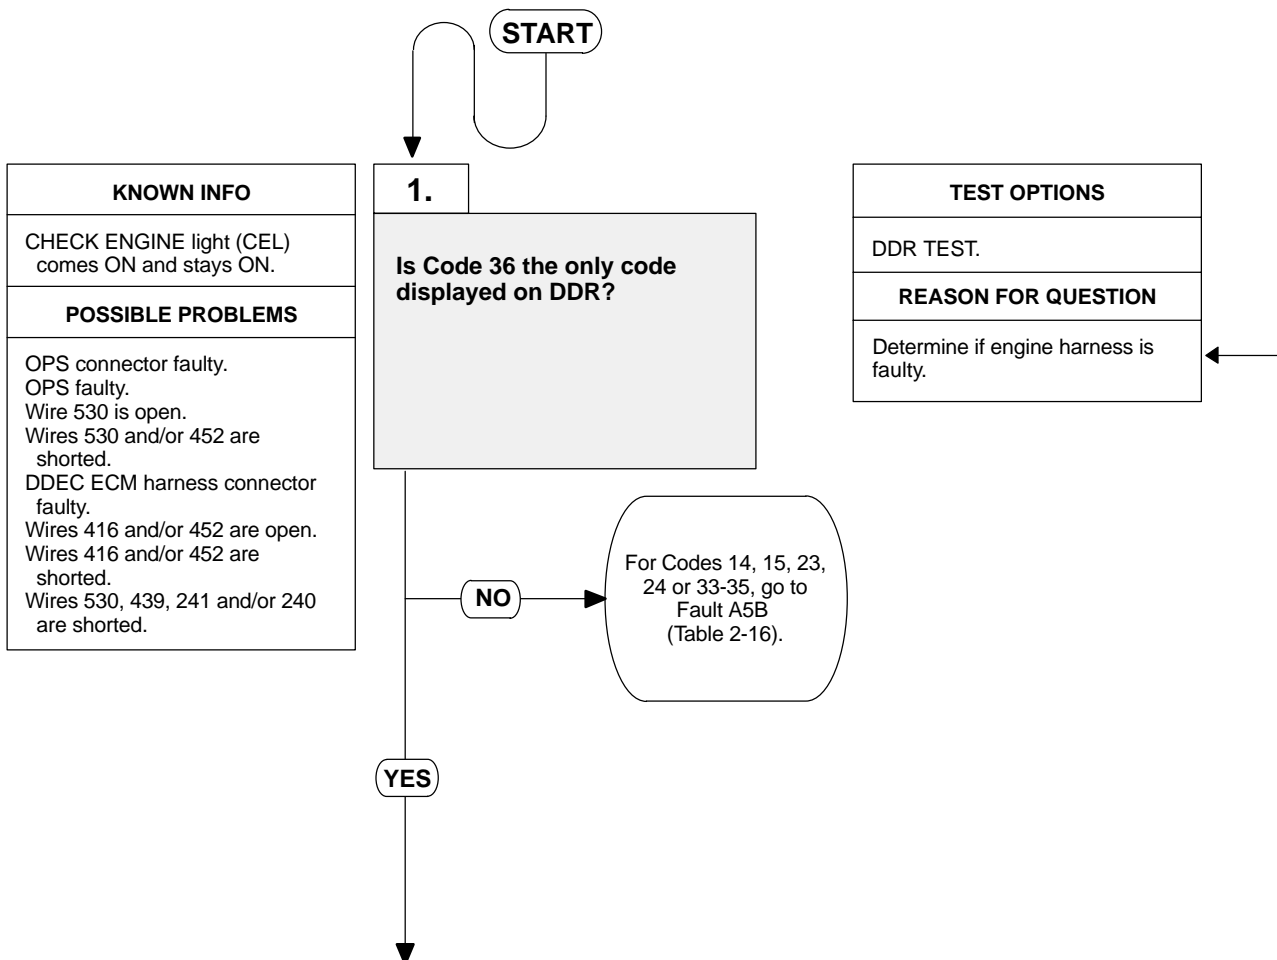 START
KNOWN INFO
CHECK ENGINE light (CEL)
comes ON and stays ON.
POSSIBLE PROBLEMS
OPS connector faulty.
OPS faulty.
Wire 530 is open.
Wires 530 and/or 452 are
shorted.
DDEC ECM harness connector
faulty.
Wires 416 and/or 452 are open.
Wires 416 and/or 452 are
shorted.
Wires 530, 439, 241 and/or 240
are shorted.
1.
Is Code 36 the only code
displayed on DDR?
TEST OPTIONS
DDR TEST.
REASON FOR QUESTION
Determine if engine harness is
faulty.
NO
For Codes 14, 15, 23,
24 or 33-35, go to
Fault A5B
(Table 2-16).
YES